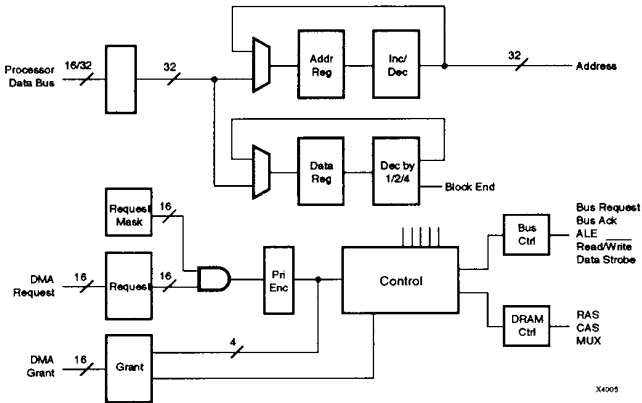 Processor
Data Bus
16/32
32
Addr
Reg
Inc/
Dec
32
Address
Data
Reg
Dec by
1/2/4
Block End
Request
Mask
16
DMA
Request
16
Request
16
Pri
Enc
Control
Bus
Ctrl
Bus Request
Bus Ack
ALE
Read/Write
Data Strobe
DRAM
Ctrl
RAS
CAS
MUX
4
DMA
Grant
16
Grant
X4005